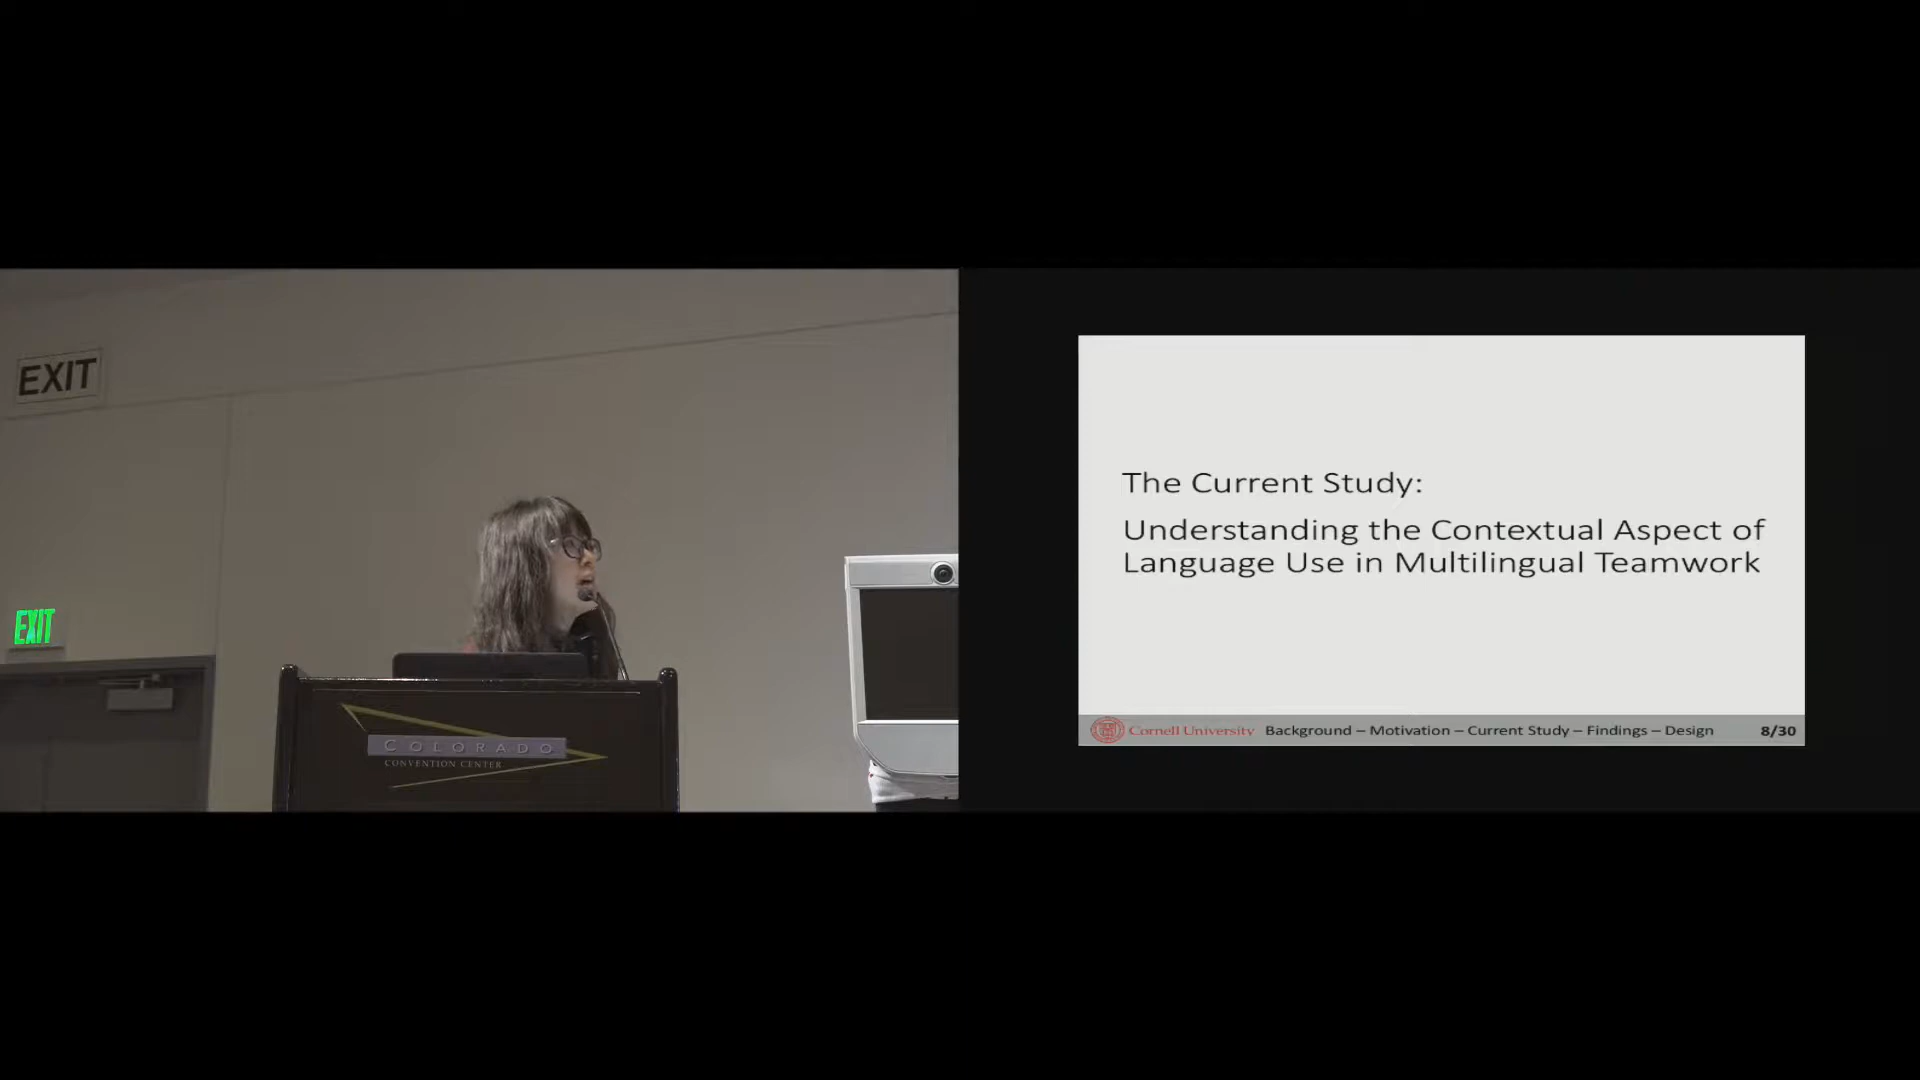 EXIT
EXIT
COLORADO
CONVENTION CENTER
The Current Study:
Understanding the Contextual Aspect of
Language Use in Multilingual Teamwork
Cornell University Background – Motivation – Current Study – Findings – Design 8/30